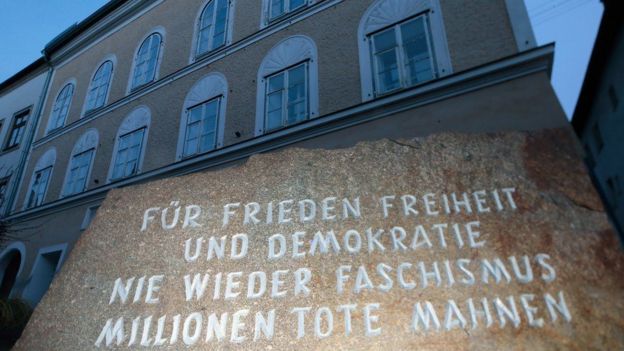 FÜR FRIEDEN FREIHEIT
UND DEMOKRATIE
NIE WIEDER FASCHISMUS
MILLIONEN TOTE MAHNEN